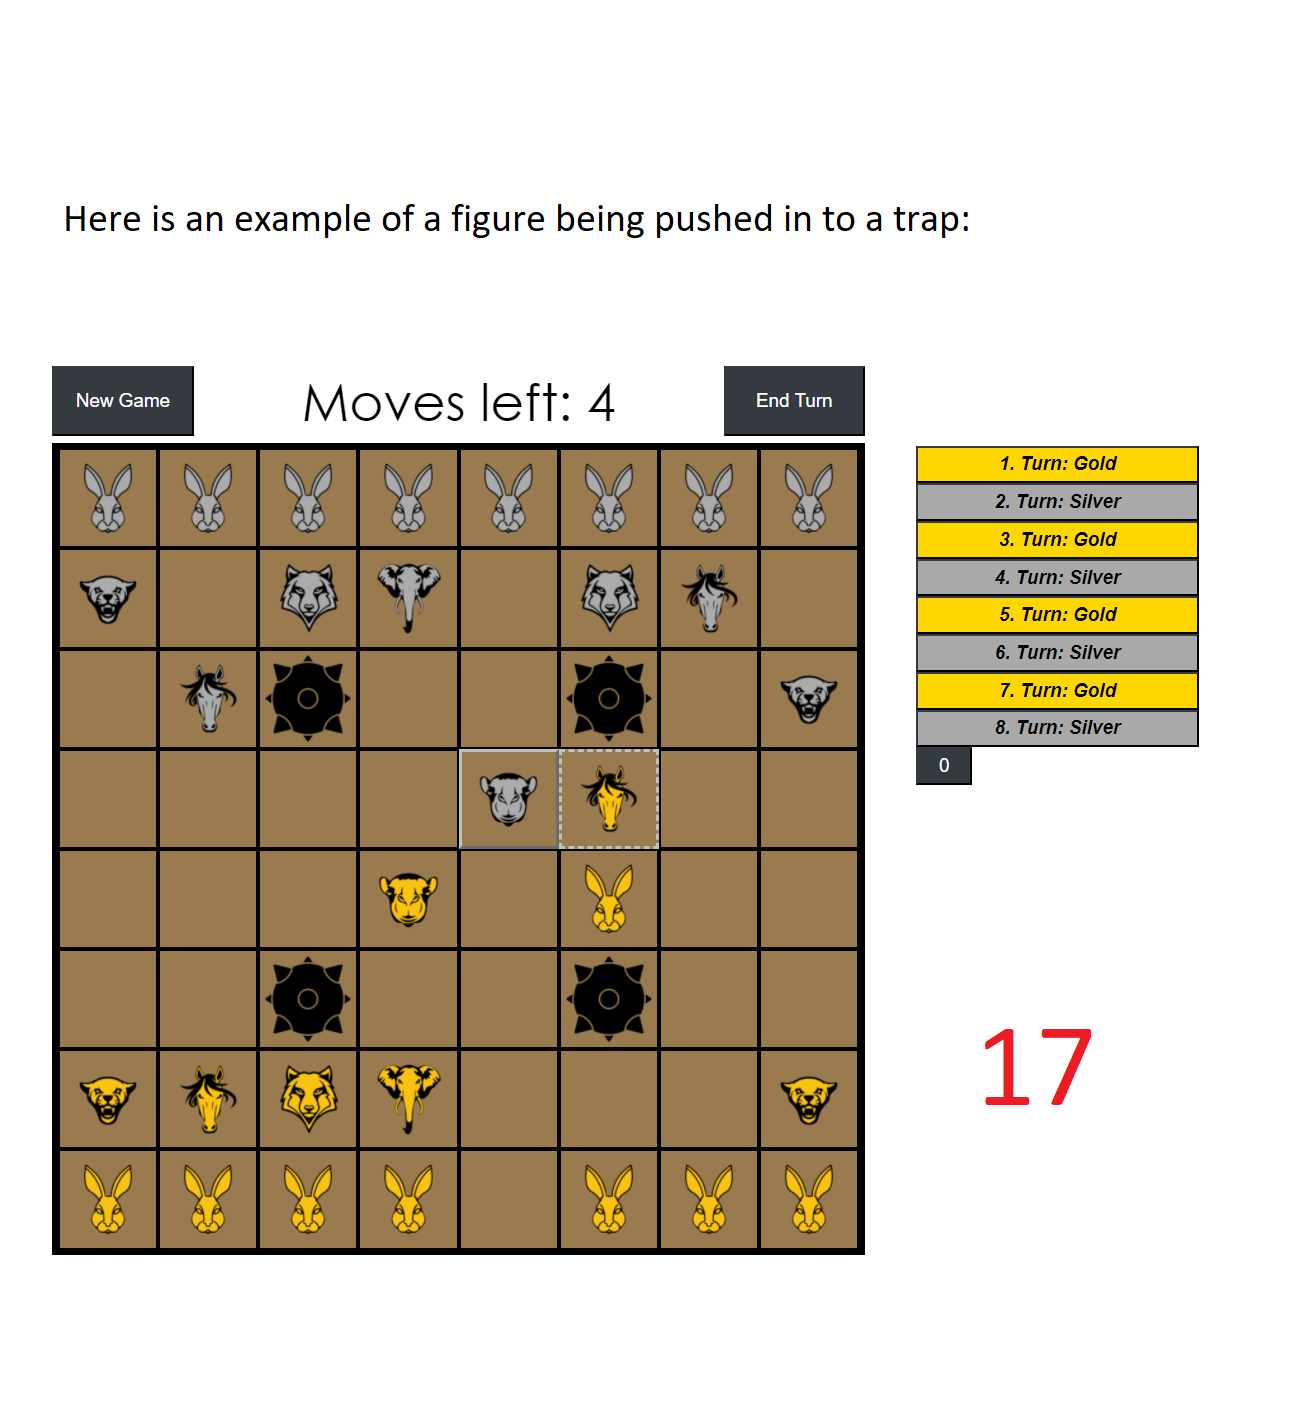 Here is an example of a figure being pushed in to a trap:
New Game
Moves left: 4
End Turn
1. Turn: Gold
2. Turn: Silver
3. Turn: Gold
4. Turn: Silver
5. Turn: Gold
6. Turn: Silver
7. Turn: Gold
8. Turn: Silver
0
17